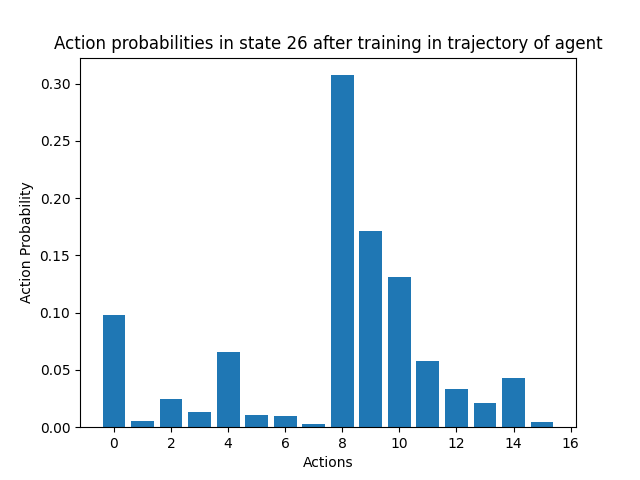 Action probabilities in state 26 after training in trajectory of agent
0.30
0.25
0.20
0.15
0.10
0.05
0.00
Action Probability
0 2 4 6 8 10 12 14 16
Actions